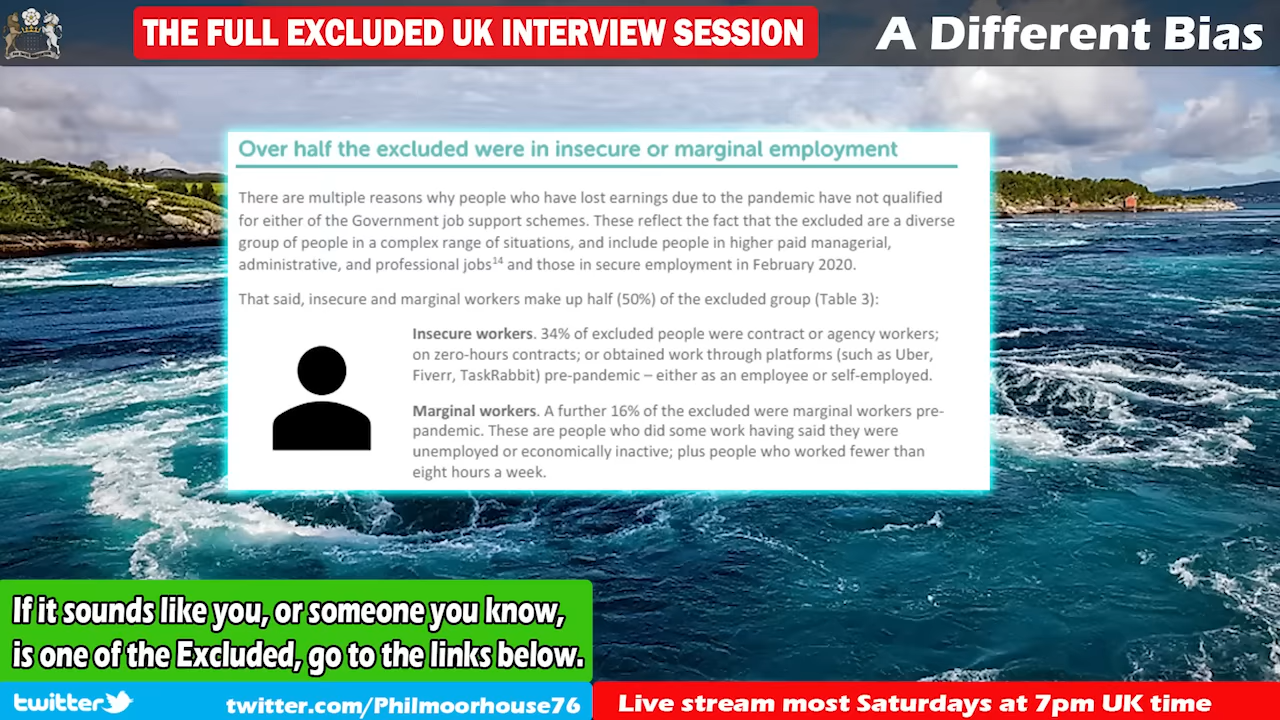 THE FULL EXCLUDED UK INTERVIEW SESSION
A Different Bias
Over half the excluded were in insecure or marginal employment
There are multiple reasons why people who have lost earnings due to the pandemic have not qualified
for either of the Government job support schemes. These reflect the fact that the excluded are a diverse
group of people in a complex range of situations, and include people in higher paid managerial,
administrative, and professional jobs14 and those in secure employment in February 2020.
That said, insecure and marginal workers make up half (50%) of the excluded group (Table 3):
Insecure workers. 34% of excluded people were contract or agency workers;
on zero-hours contracts; or obtained work through platforms (such as Uber,
Fiverr, TaskRabbit) pre-pandemic – either as an employee or self-employed.
Marginal workers. A further 16% of the excluded were marginal workers pre-
pandemic. These are people who did some work having said they were
unemployed or economically inactive; plus people who worked fewer than
eight hours a week.
If it sounds like you, or someone you know,
is one of the Excluded, go to the links below.
twitter
twitter.com/Philmoorhouse76
Live stream most Saturdays at 7pm UK time